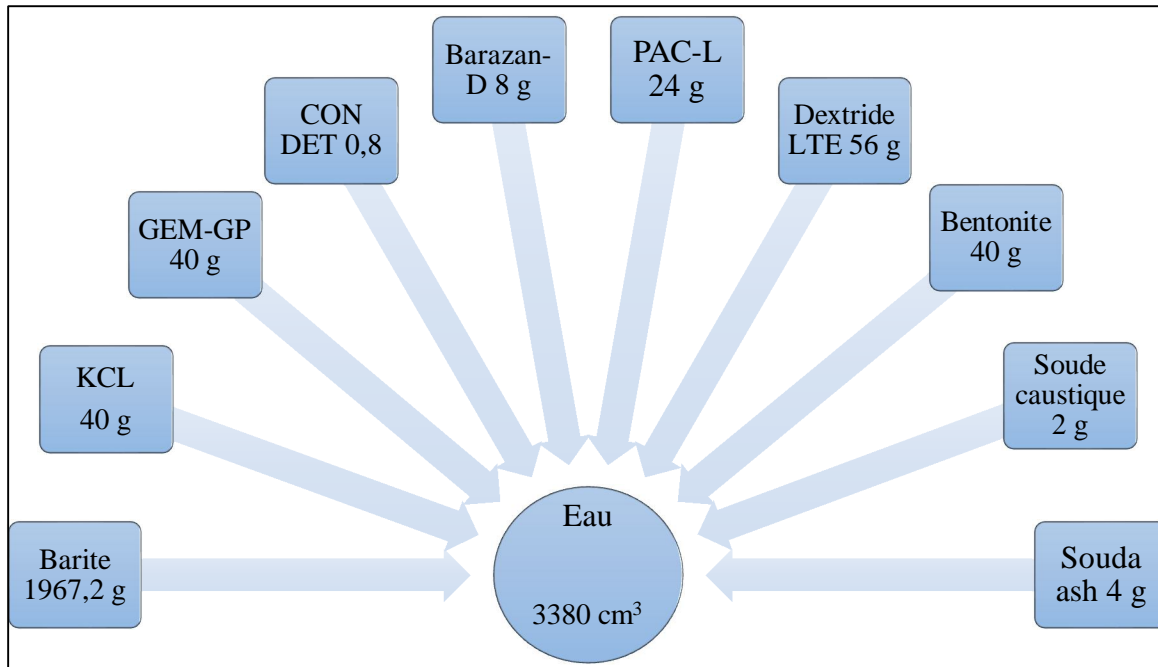 Barazan-
D 8 g
PAC-L
24 g
CON
DET 0,8
Dextride
LTE 56 g
GEM-GP
40 g
Bentonite
40 g
KCL
40 g
Soude
caustique
2 g
Barite
1967,2 g
Eau
3380 cm³
Souda
ash 4 g